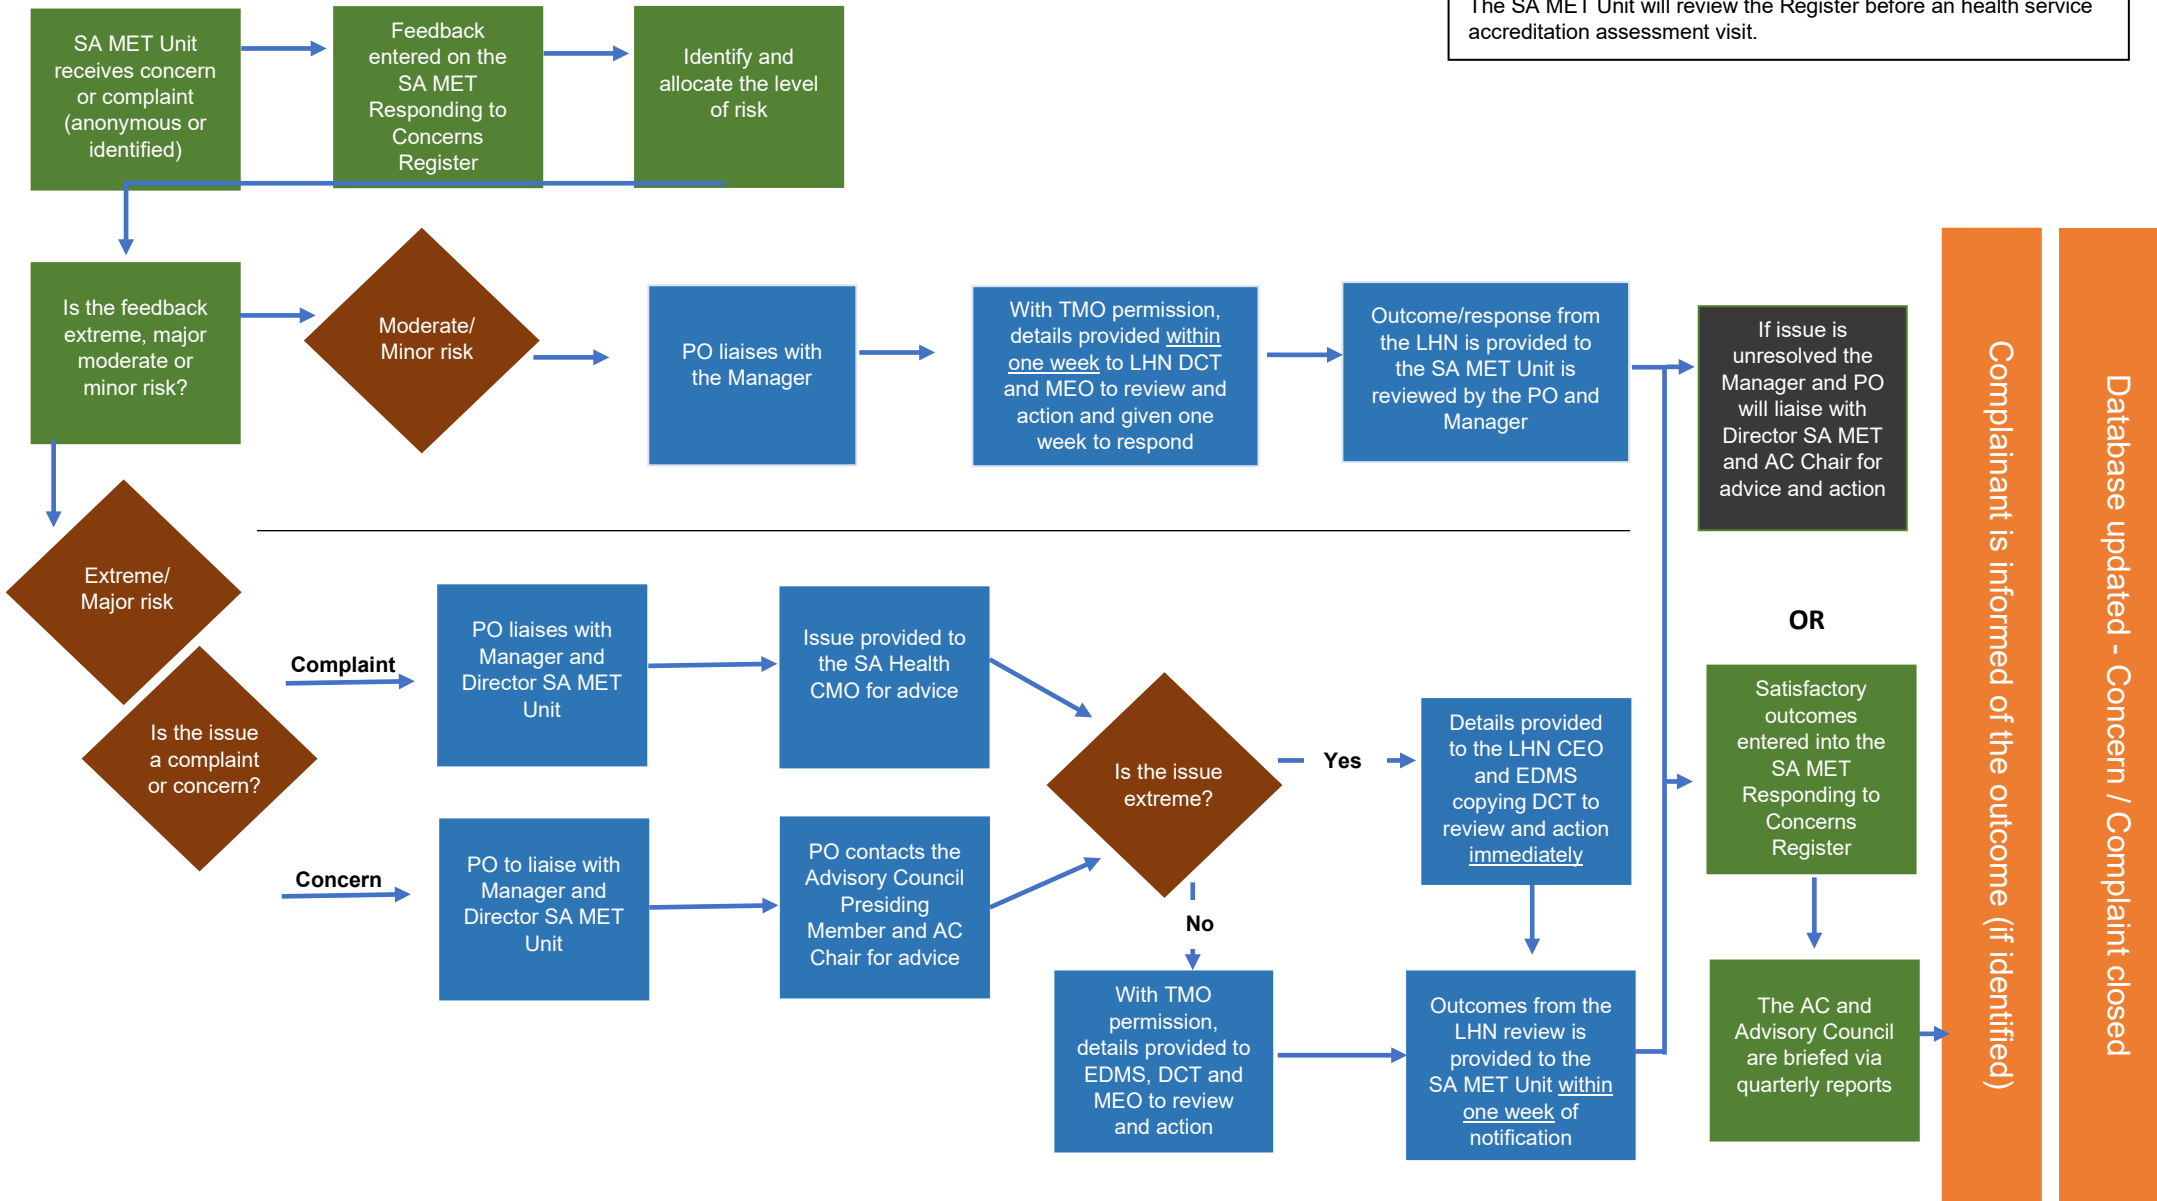 The SA MET Unit will review the Register before an health service
accreditation assessment visit.
SA MET Unit
receives concern
or complaint
(anonymous or
identified)
Feedback
entered on the
SA MET
Responding to
Concerns
Register
Identify and
allocate the level
of risk
Is the feedback
extreme, major
moderate or
minor risk?
Moderate/
Minor risk
PO liaises with
the Manager
With TMO permission,
details provided within
one week to LHN DCT
and MEO to review and
action and given one
week to respond
Outcome/response from
the LHN is provided to
the SA MET Unit is
reviewed by the PO and
Manager
If issue is
unresolved the
Manager and PO
will liaise with
Director SA MET
and AC Chair for
advice and action
Extreme/
Major risk
Is the issue
a complaint
or concern?
Complaint
PO liaises with
Manager and
Director SA MET
Unit
Issue provided to
the SA Health
CMO for advice
Concern
PO to liaise with
Manager and
Director SA MET
Unit
PO contacts the
Advisory Council
Presiding
Member and AC
Chair for advice
Is the issue
extreme?
Yes
Details provided
to the LHN CEO
and EDMS
copying DCT to
review and action
immediately
No
With TMO
permission,
details provided to
EDMS, DCT and
MEO to review
and action
Outcomes from the
LHN review is
provided to the
SA MET Unit within
one week of
notification
OR
Satisfactory
outcomes
entered into the
SA MET
Responding to
Concerns
Register
The AC and
Advisory Council
are briefed via
quarterly reports
Complainant is informed of the outcome (if identified)
Database updated - Concern / Complaint closed